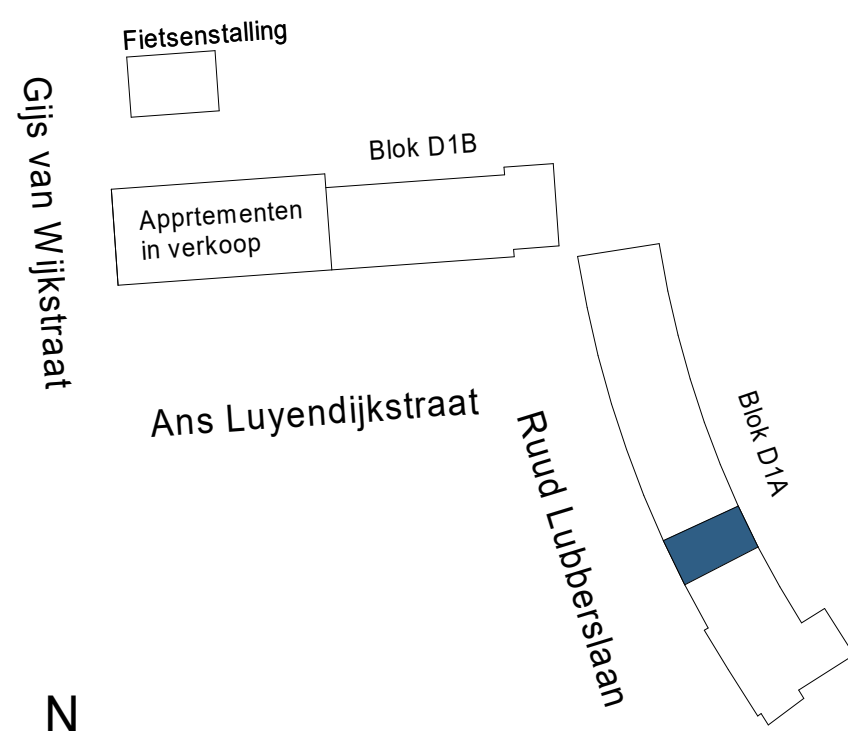 Fietsenstalling
Gijs van Wijkstraat
Blok D1B
Apprtementen
in verkoop
Ans Luyendijkstraat
Ruud Lubberslaan
Blok D1A
N